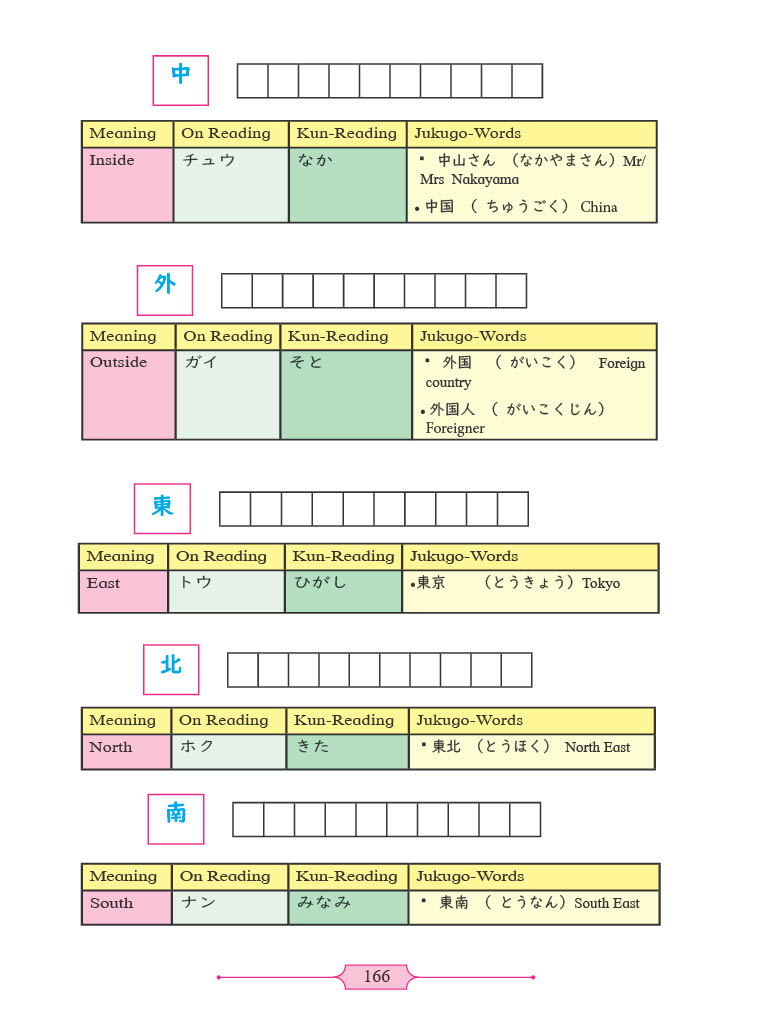 中
Meaning On Reading Kun-Reading Jukugo-Words
Inside チュウ なか ▪ 中山さん （なかやまさん）Mr/
Mrs Nakayama
• 中国 （ ちゅうごく） China
外
Meaning On Reading Kun-Reading Jukugo-Words
Outside ガイ そと ▪ 外国 （ がいこく） Foreign
country
• 外国人 （ がいこくじん）
Foreigner
東
Meaning On Reading Kun-Reading Jukugo-Words
East トウ ひがし •東京 （とうきょう）Tokyo
北
Meaning On Reading Kun-Reading Jukugo-Words
North ホク きた ▪ 東北 （とうほく） North East
南
Meaning On Reading Kun-Reading Jukugo-Words
South ナン みなみ ▪ 東南 （ とうなん）South East
166